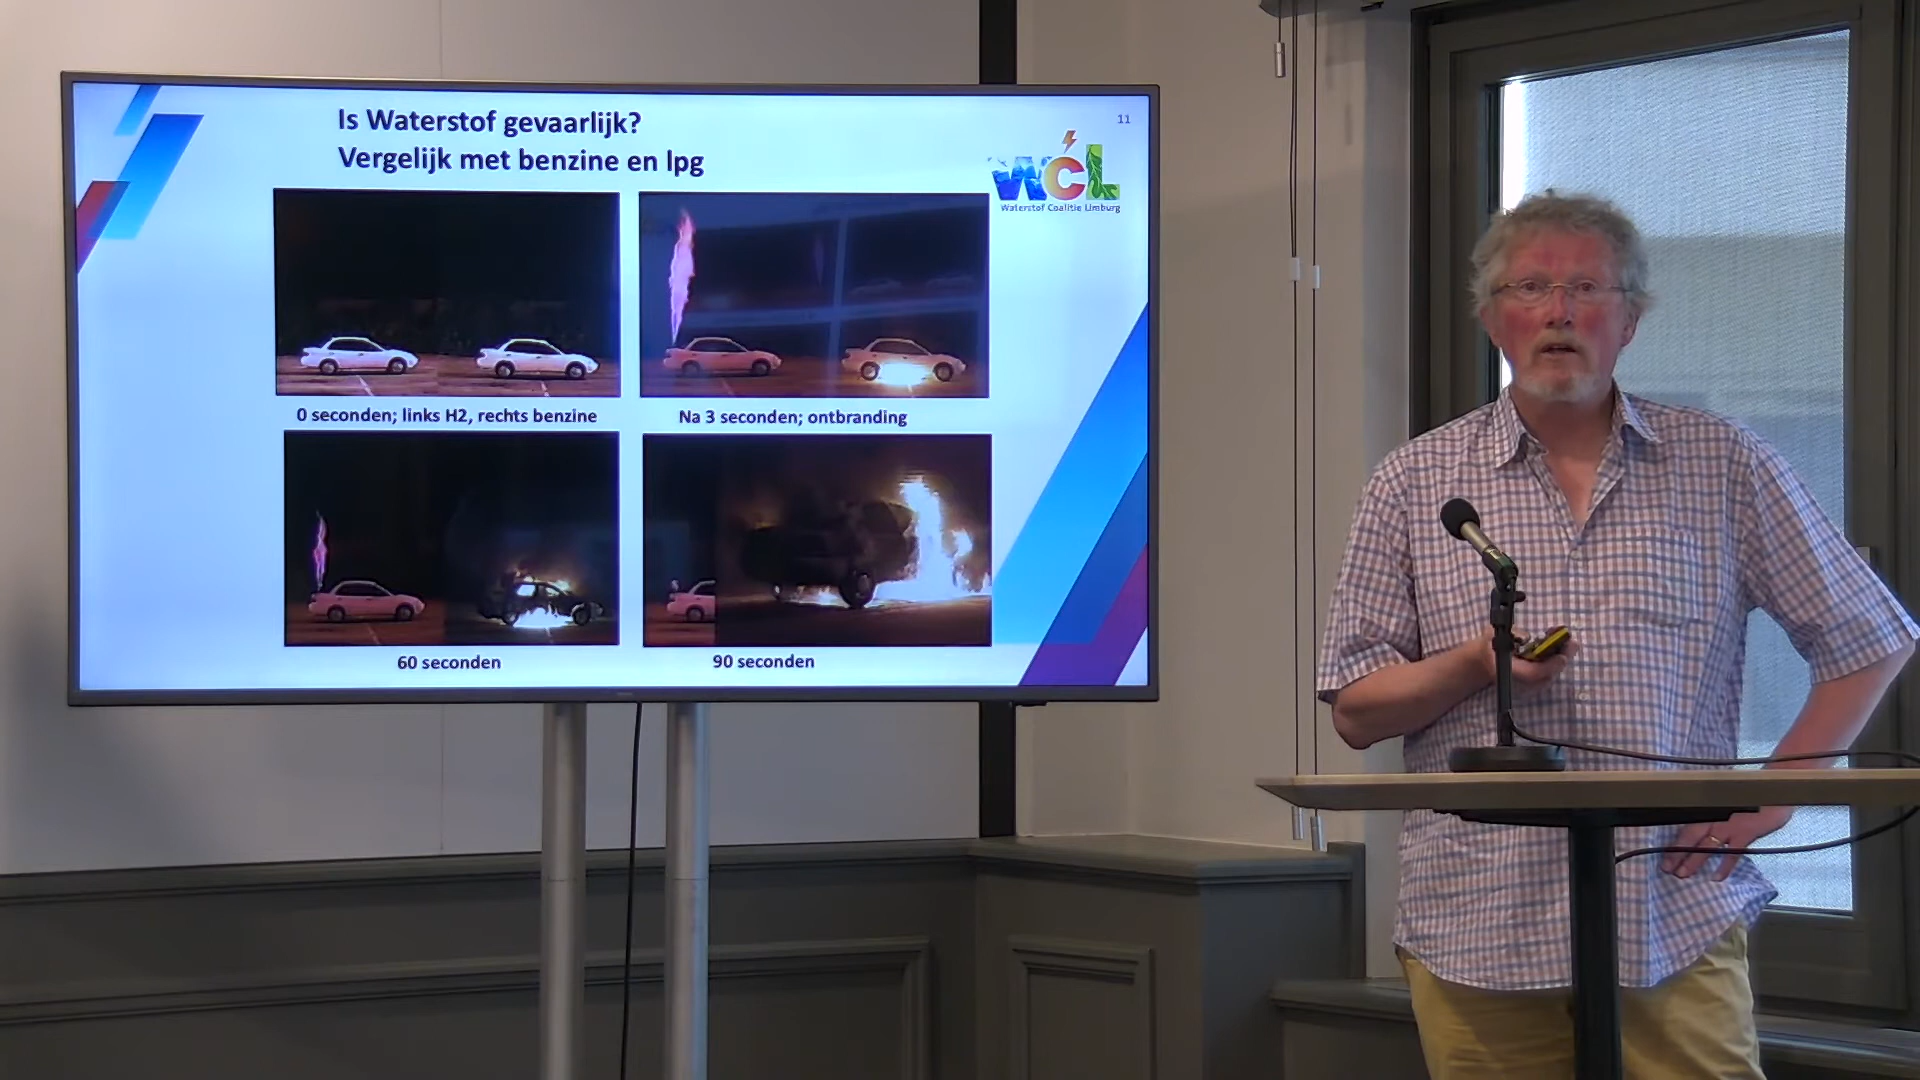 Is Waterstof gevaarlijk?
Vergelijk met benzine en lpg
11
WCL
Waterstof Coalitie Limburg
0 seconden; links H2, rechts benzine
Na 3 seconden; ontbranding
60 seconden
90 seconden